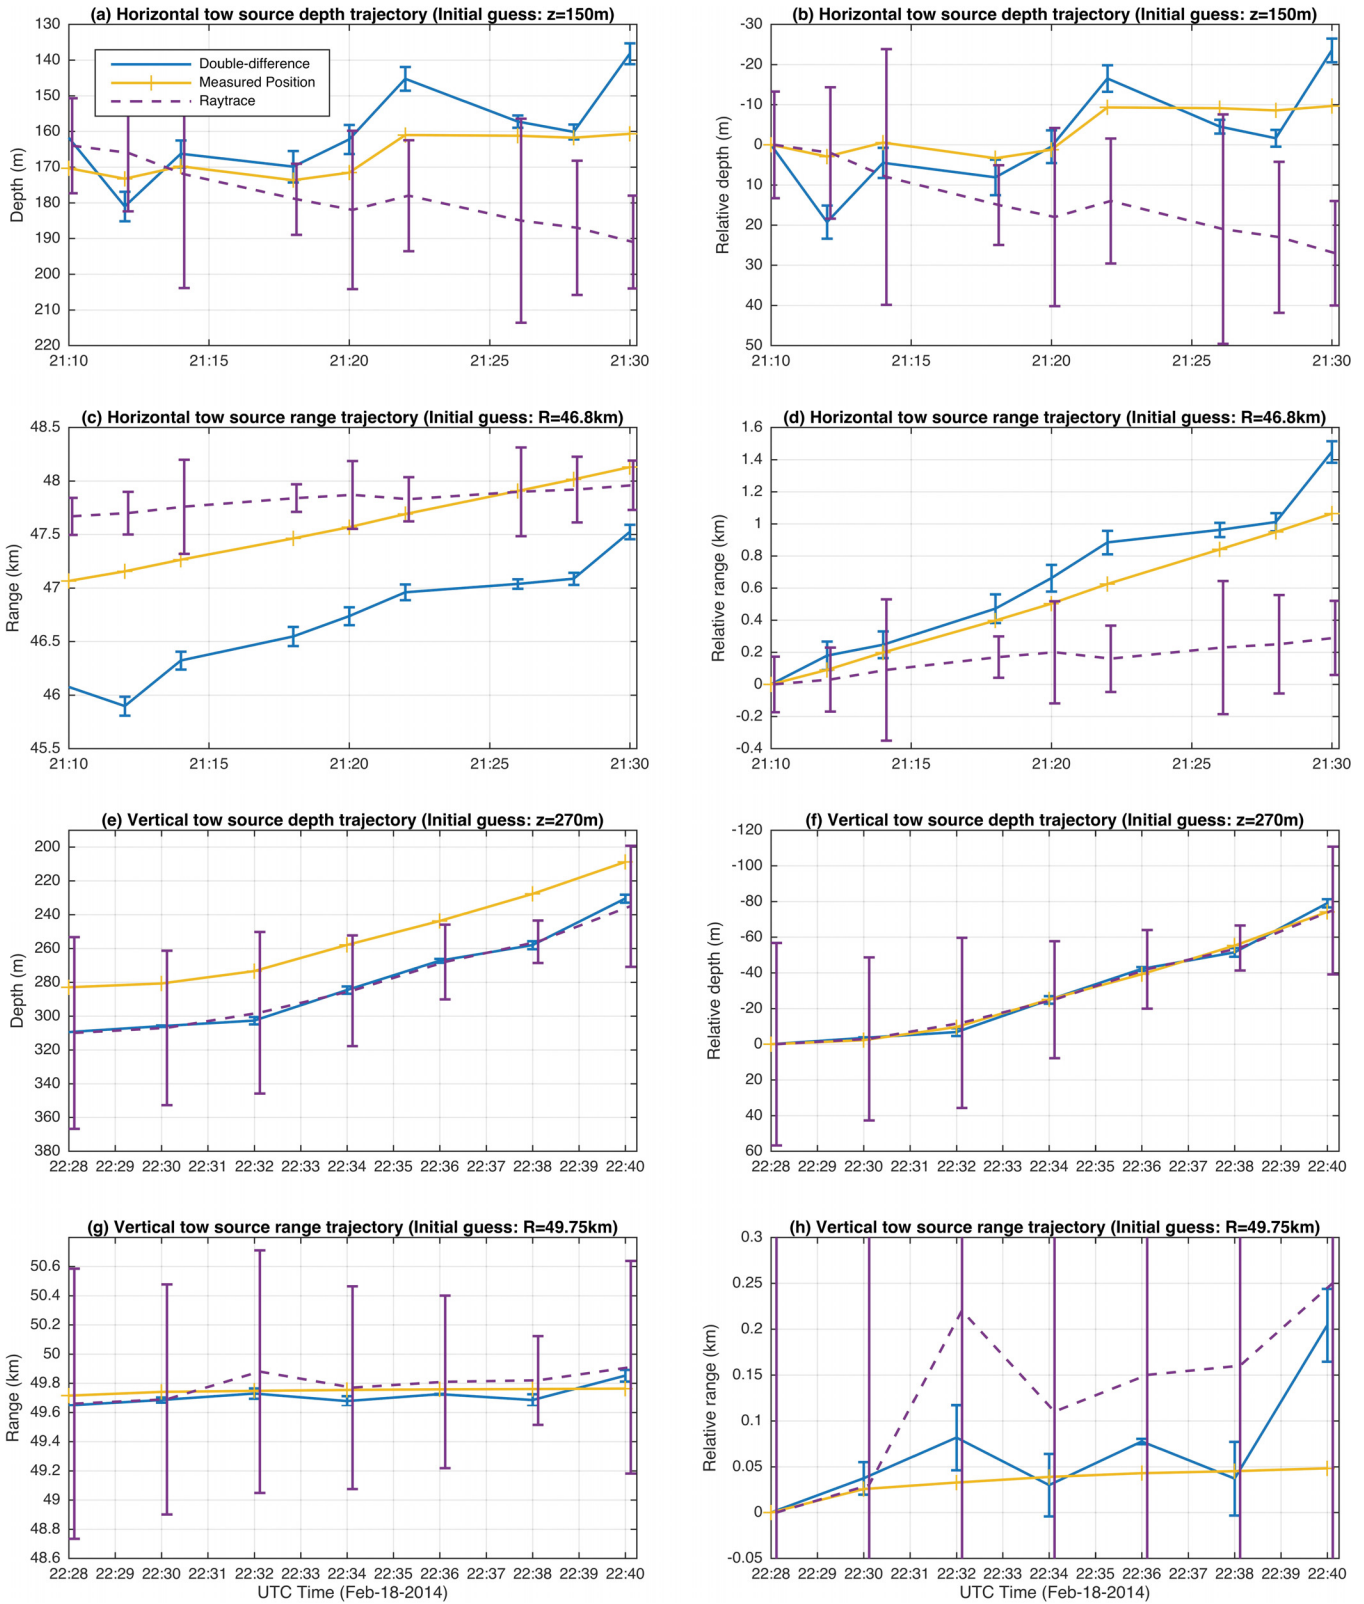 (a) Horizontal tow source depth trajectory (Initial guess: z=150m)
130
140
150
160
170
180
190
200
210
220
Depth (m)
Double-difference
Measured Position
Raytrace
21:10 21:15 21:20 21:25 21:30
(b) Horizontal tow source depth trajectory (Initial guess: z=150m)
-30
-20
-10
0
10
20
30
40
50
Relative depth (m)
21:10 21:15 21:20 21:25 21:30
(c) Horizontal tow source range trajectory (Initial guess: R=46.8km)
48.5
48
47.5
47
46.5
46
45.5
Range (km)
21:10 21:15 21:20 21:25 21:30
(d) Horizontal tow source range trajectory (Initial guess: R=46.8km)
1.6
1.4
1.2
1
0.8
0.6
0.4
0.2
0
-0.2
-0.4
Relative range (km)
21:10 21:15 21:20 21:25 21:30
(e) Vertical tow source depth trajectory (Initial guess: z=270m)
200
220
240
260
280
300
320
340
360
380
Depth (m)
22:28 22:29 22:30 22:31 22:32 22:33 22:34 22:35 22:36 22:37 22:38 22:39 22:40
(f) Vertical tow source depth trajectory (Initial guess: z=270m)
-120
-100
-80
-60
-40
-20
0
20
40
60
Relative depth (m)
22:28 22:29 22:30 22:31 22:32 22:33 22:34 22:35 22:36 22:37 22:38 22:39 22:40
(g) Vertical tow source range trajectory (Initial guess: R=49.75km)
50.6
50.4
50.2
50
49.8
49.6
49.4
49.2
49
48.8
48.6
Range (km)
22:28 22:29 22:30 22:31 22:32 22:33 22:34 22:35 22:36 22:37 22:38 22:39 22:40
UTC Time (Feb-18-2014)
(h) Vertical tow source range trajectory (Initial guess: R=49.75km)
0.3
0.25
0.2
0.15
0.1
0.05
0
-0.05
Relative range (km)
22:28 22:29 22:30 22:31 22:32 22:33 22:34 22:35 22:36 22:37 22:38 22:39 22:40
UTC Time (Feb-18-2014)